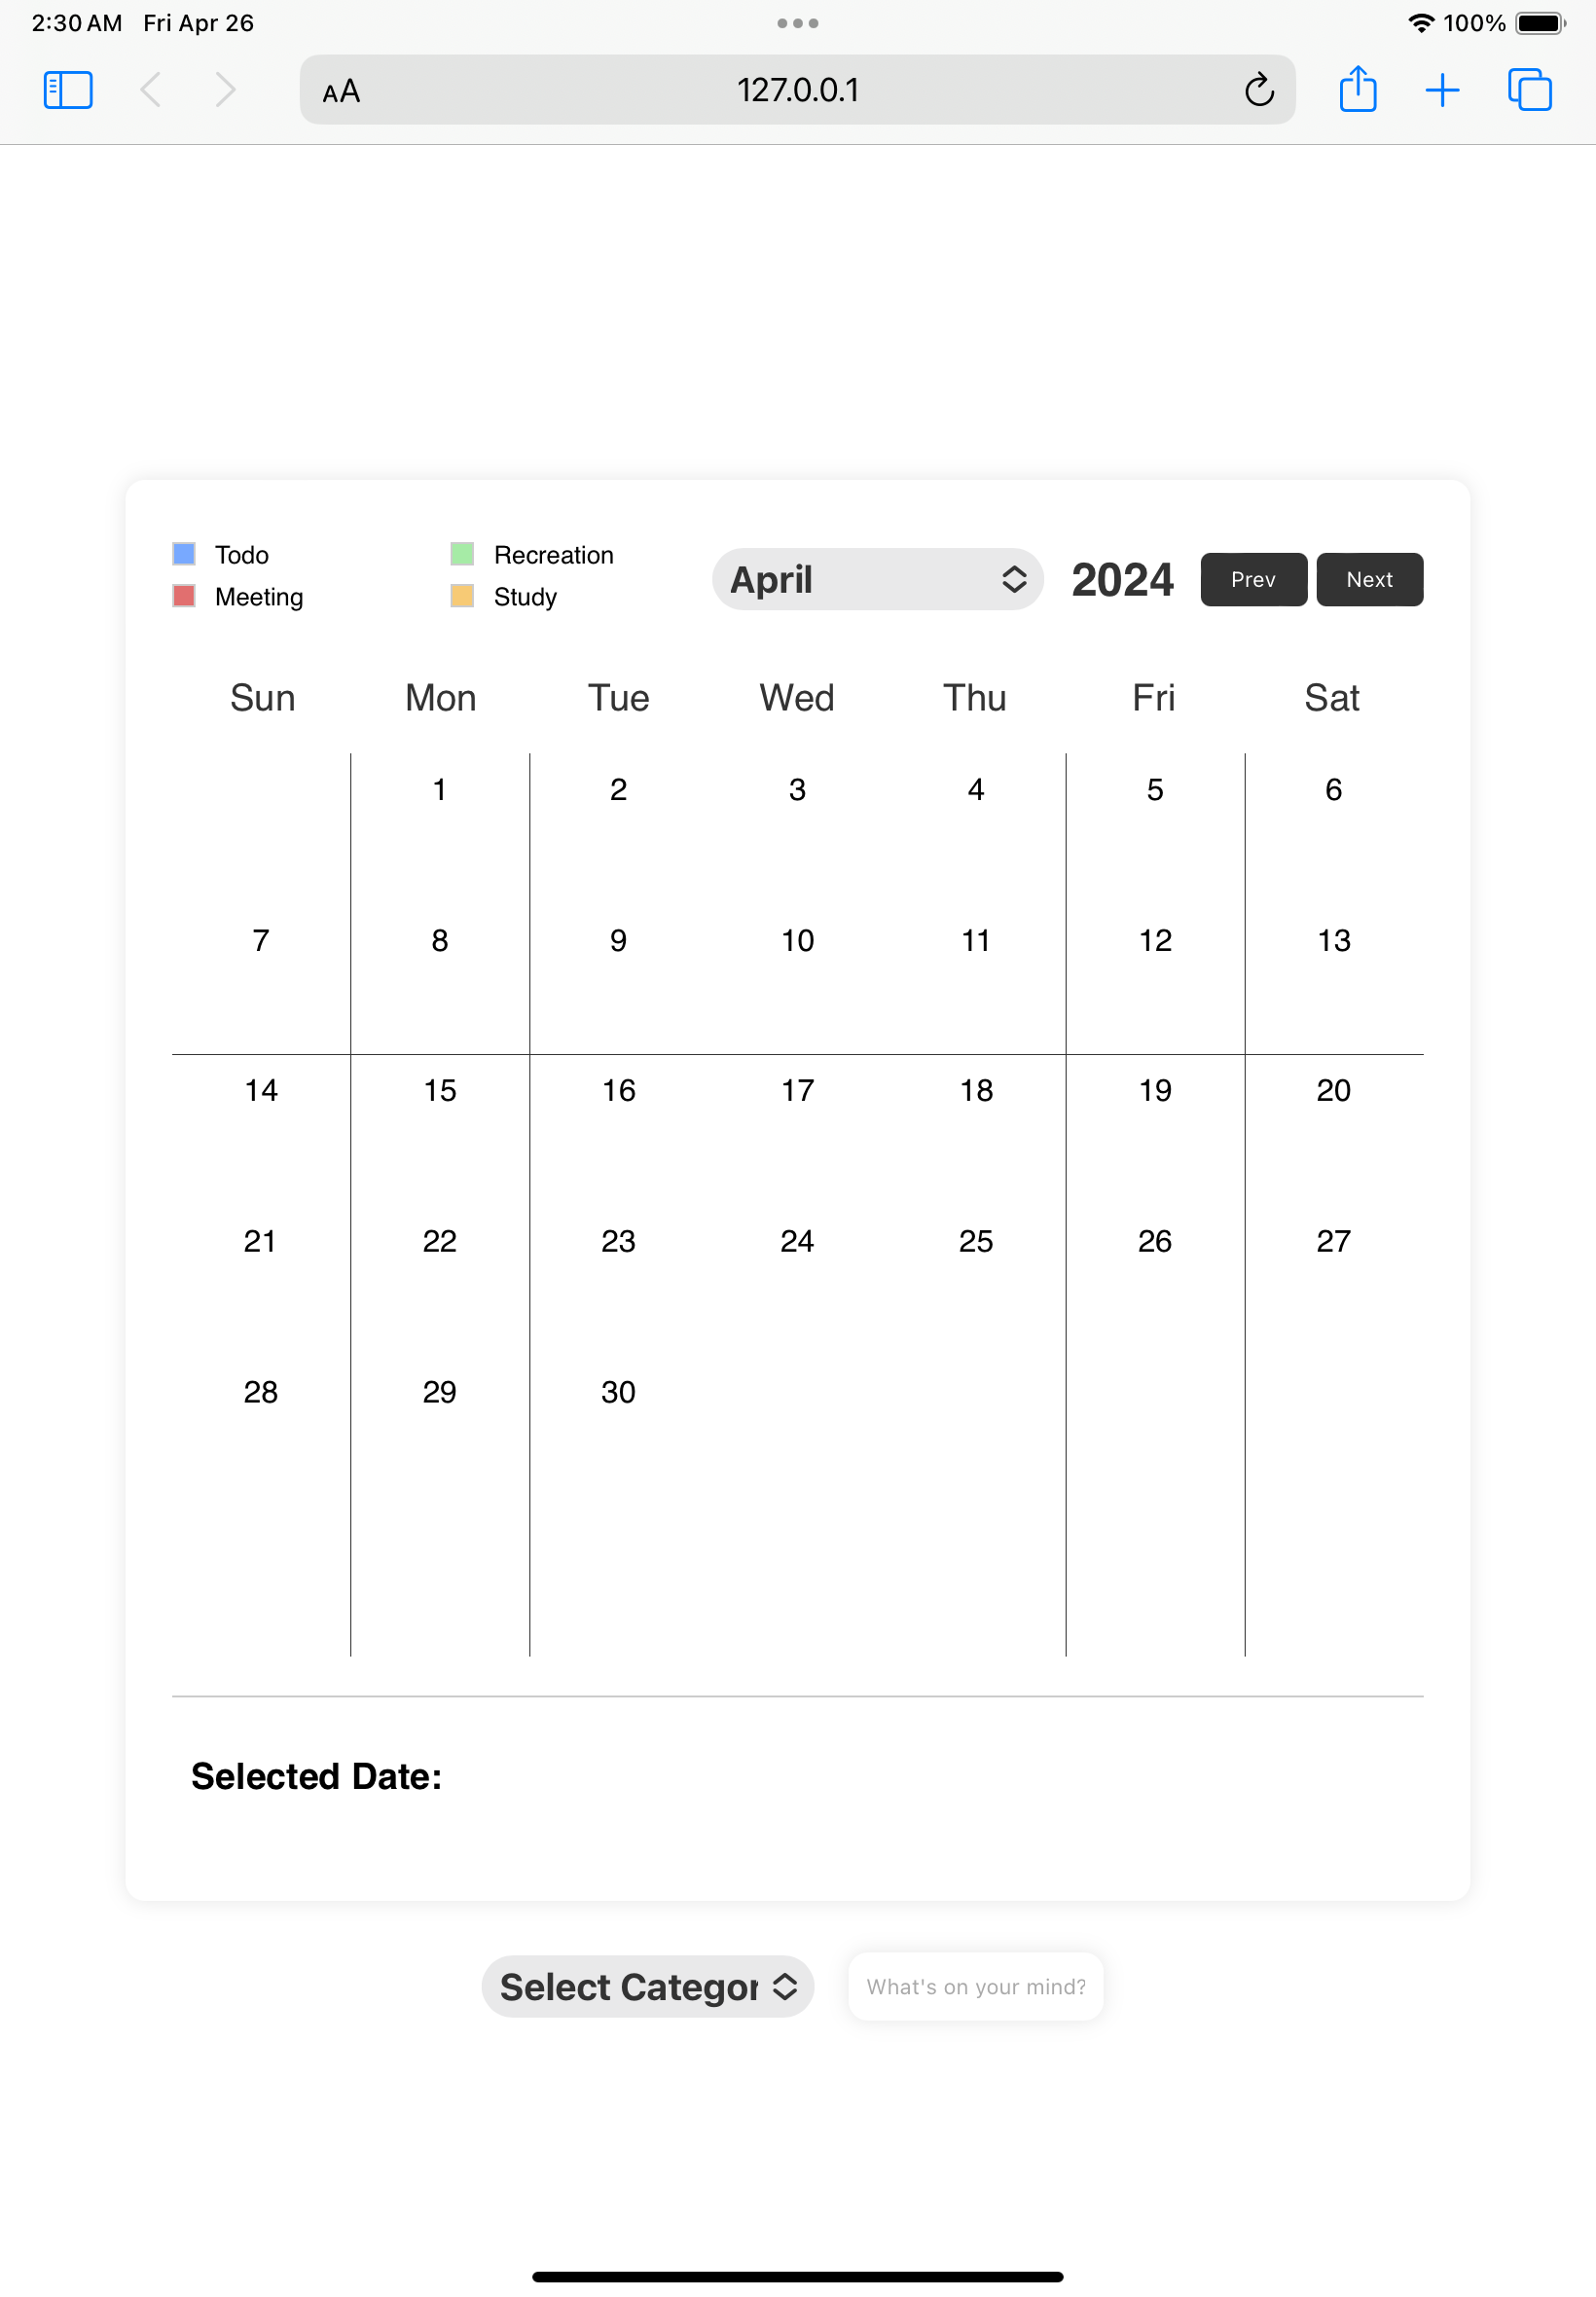 2:30 AM Fri Apr 26 100%
AA 127.0.0.1
Todo Recreation
Meeting Study
April 2024 Prev Next
Sun Mon Tue Wed Thu Fri Sat
1 2 3 4 5 6
7 8 9 10 11 12 13
14 15 16 17 18 19 20
21 22 23 24 25 26 27
28 29 30
Selected Date:
Select Categor What's on your mind?